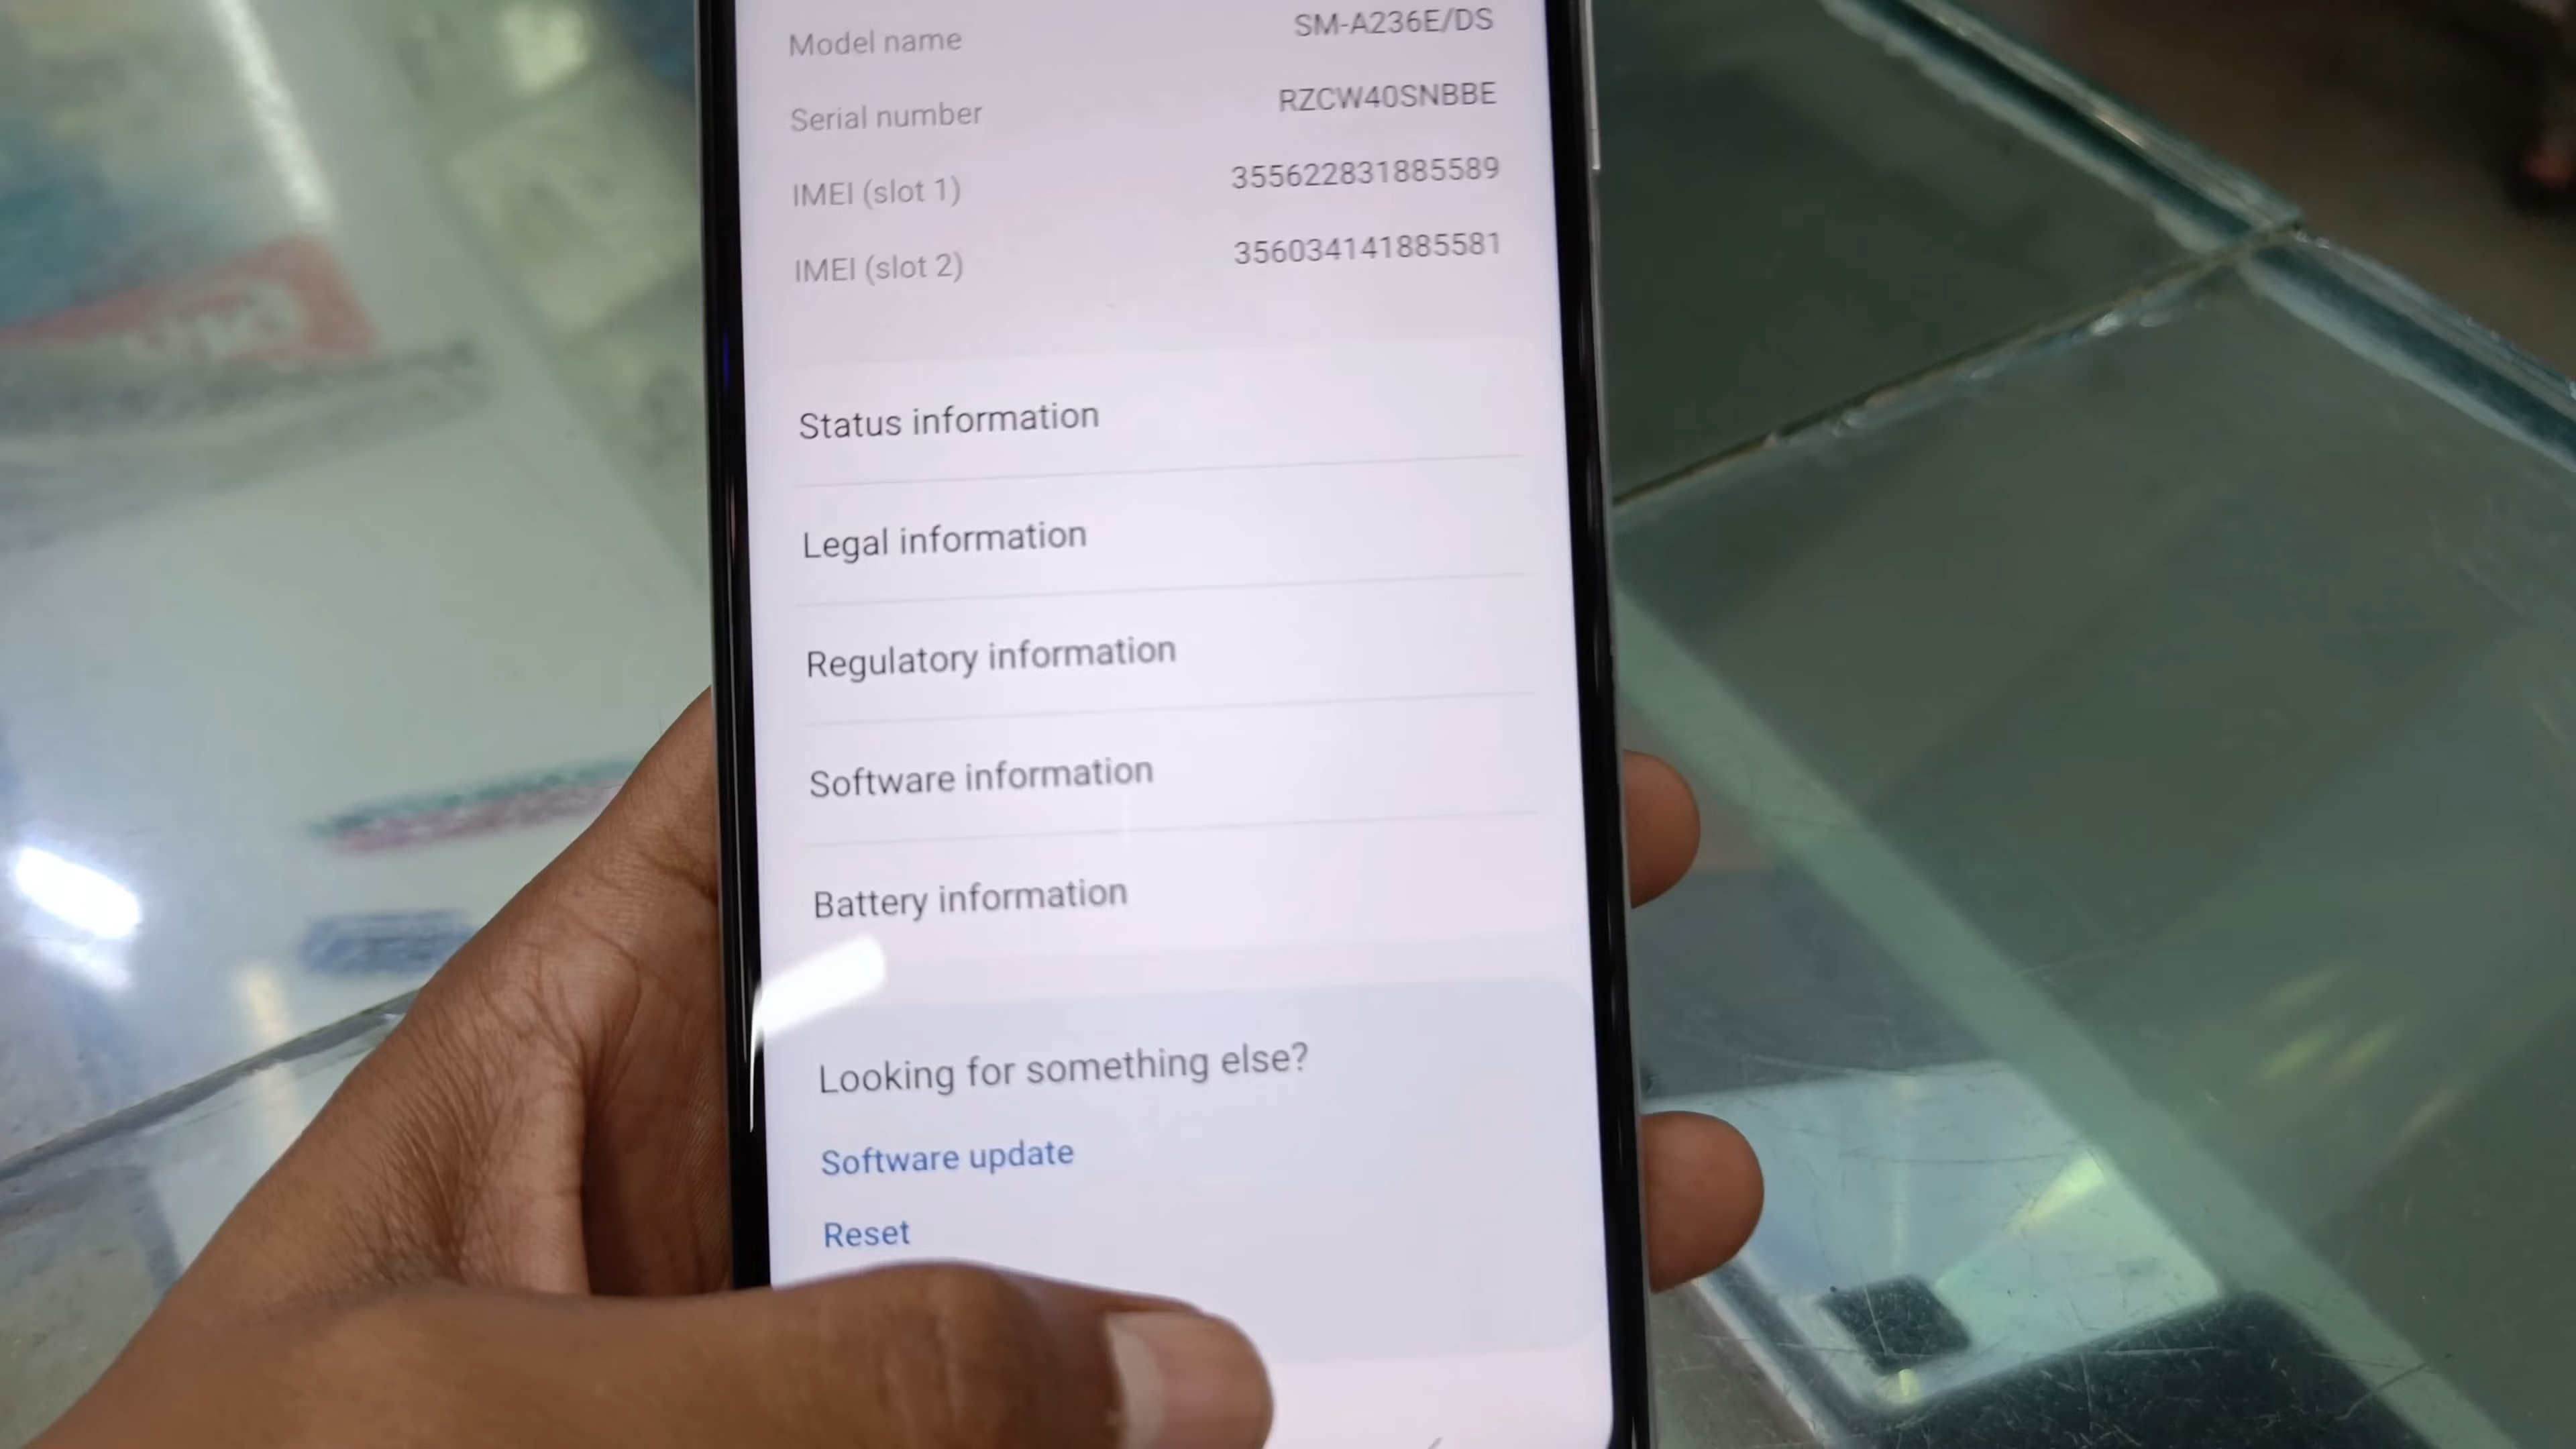 Model name SM-A236E/DS
Serial number RZCW40SNBBE
IMEI (slot 1) 355622831885589
IMEI (slot 2) 356034141885581
Status information
Legal information
Regulatory information
Software information
Battery information
Looking for something else?
Software update
Reset